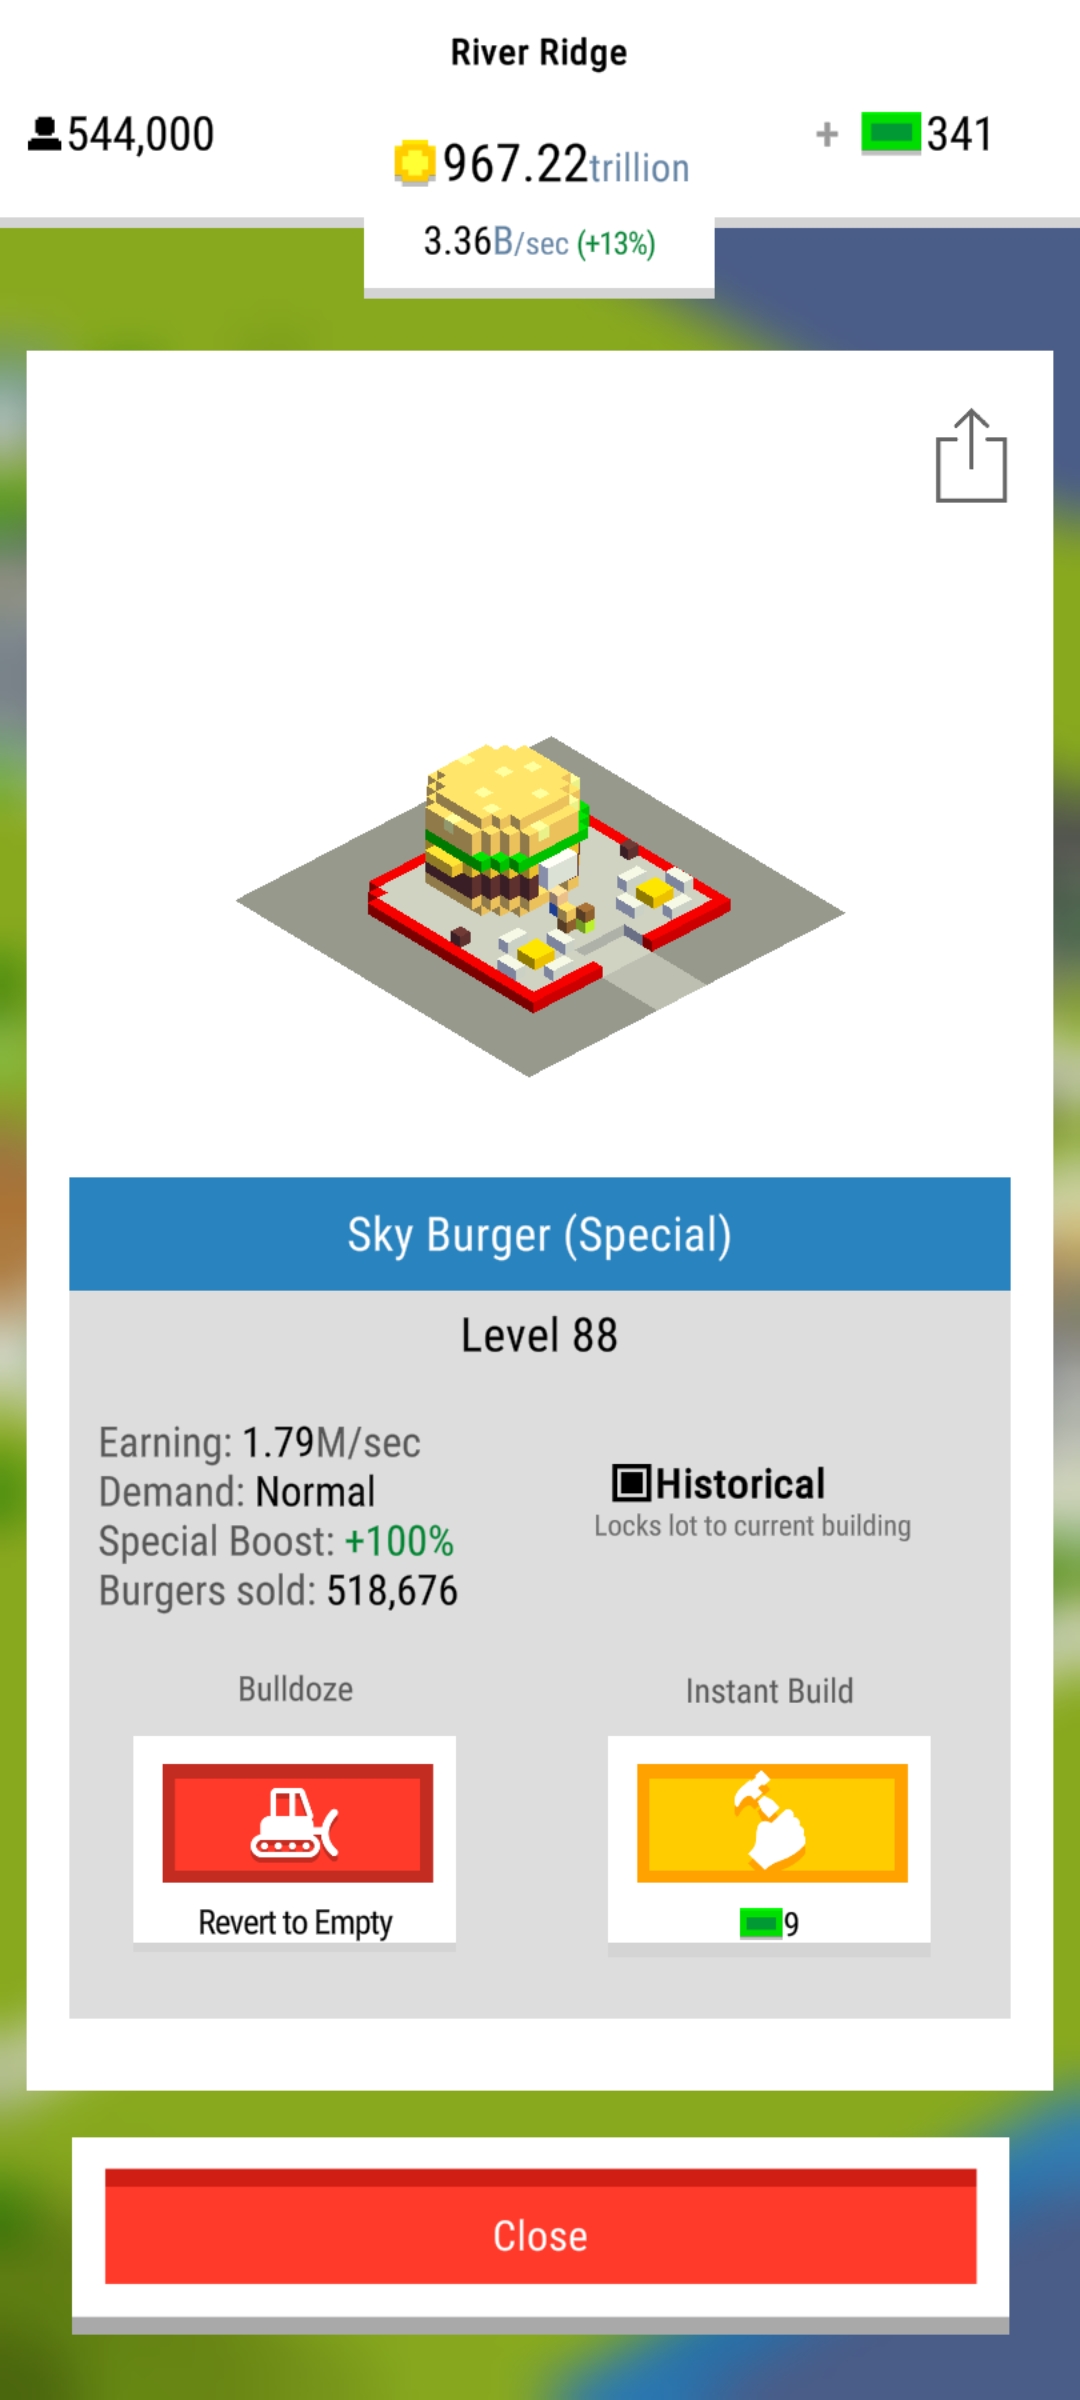 River Ridge
544,000
967.22trillion
+ 341
3.36B/sec (+13%)
Sky Burger (Special)
Level 88
Earning: 1.79M/sec
Demand: Normal
Special Boost: +100%
Burgers sold: 518,676
Historical
Locks lot to current building
Bulldoze
Revert to Empty
Instant Build
9
Close